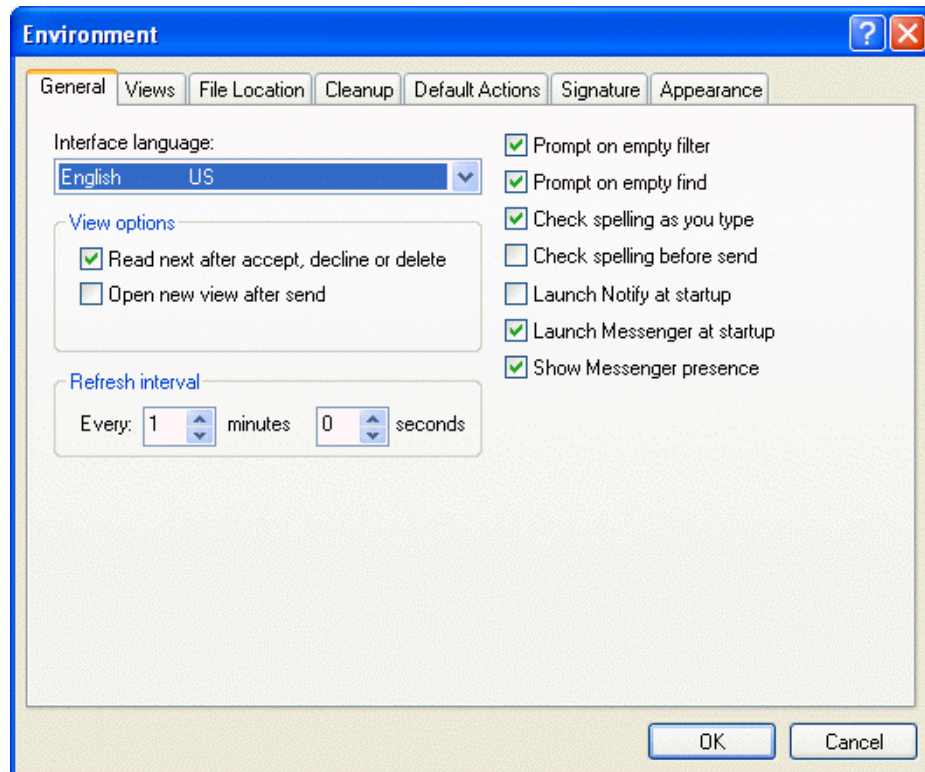 Environment
General Views File Location Cleanup Default Actions Signature Appearance
Interface language:
English US
View options
Read next after accept, decline or delete
Open new view after send
Refresh interval
Every: 1 minutes 0 seconds
Prompt on empty filter
Prompt on empty find
Check spelling as you type
Check spelling before send
Launch Notify at startup
Launch Messenger at startup
Show Messenger presence
OK Cancel